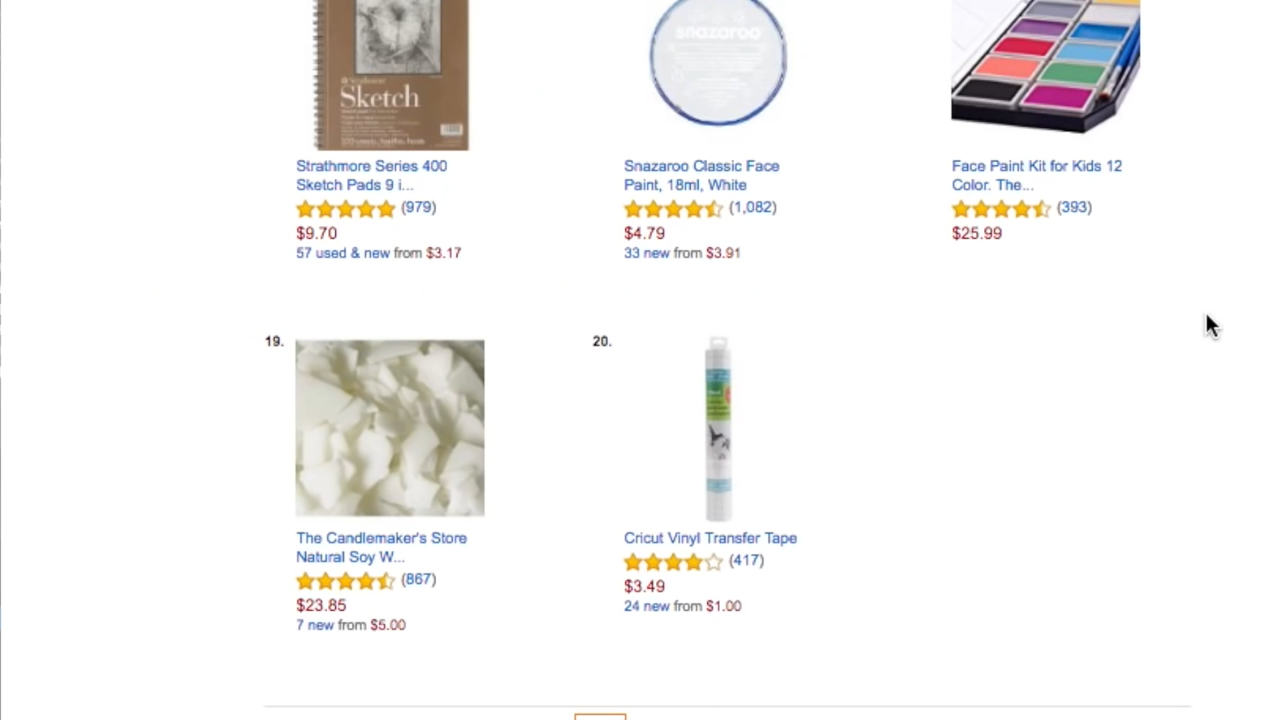 Strathmore
Sketch
snazaroo
Strathmore Series 400
Sketch Pads 9 i...
(979)
$9.70
57 used & new from $3.17
Snazaroo Classic Face
Paint, 18ml, White
(1,082)
$4.79
33 new from $3.91
Face Paint Kit for Kids 12
Color. The...
(393)
$25.99
19.
The Candlemaker's Store
Natural Soy W...
(867)
$23.85
7 new from $5.00
20.
Cricut Vinyl Transfer Tape
(417)
$3.49
24 new from $1.00